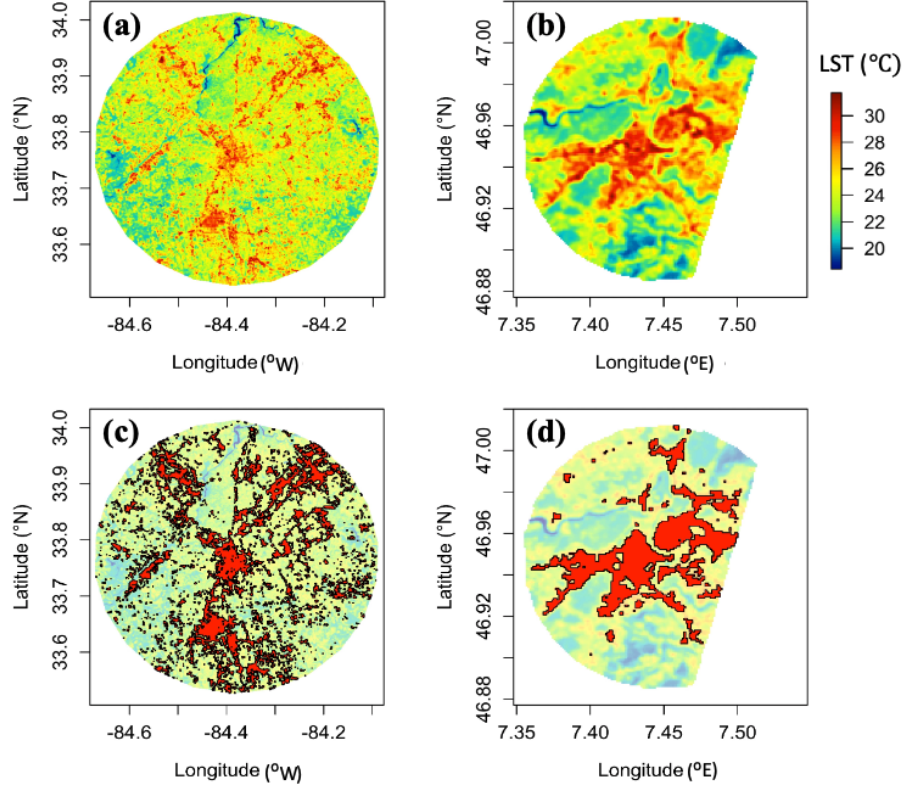 (a)
34.0
33.9
33.8
33.7
33.6
Latitude (°N)
-84.6
-84.4
-84.2
Longitude (°W)
(b)
47.00
46.96
46.92
46.88
Latitude (°N)
7.35
7.40
7.45
7.50
Longitude (°E)
LST (°C)
30
28
26
24
22
20
(c)
34.0
33.9
33.8
33.7
33.6
Latitude (°N)
-84.6
-84.4
-84.2
Longitude (°W)
(d)
47.00
46.96
46.92
46.88
Latitude (°N)
7.35
7.40
7.45
7.50
Longitude (°E)